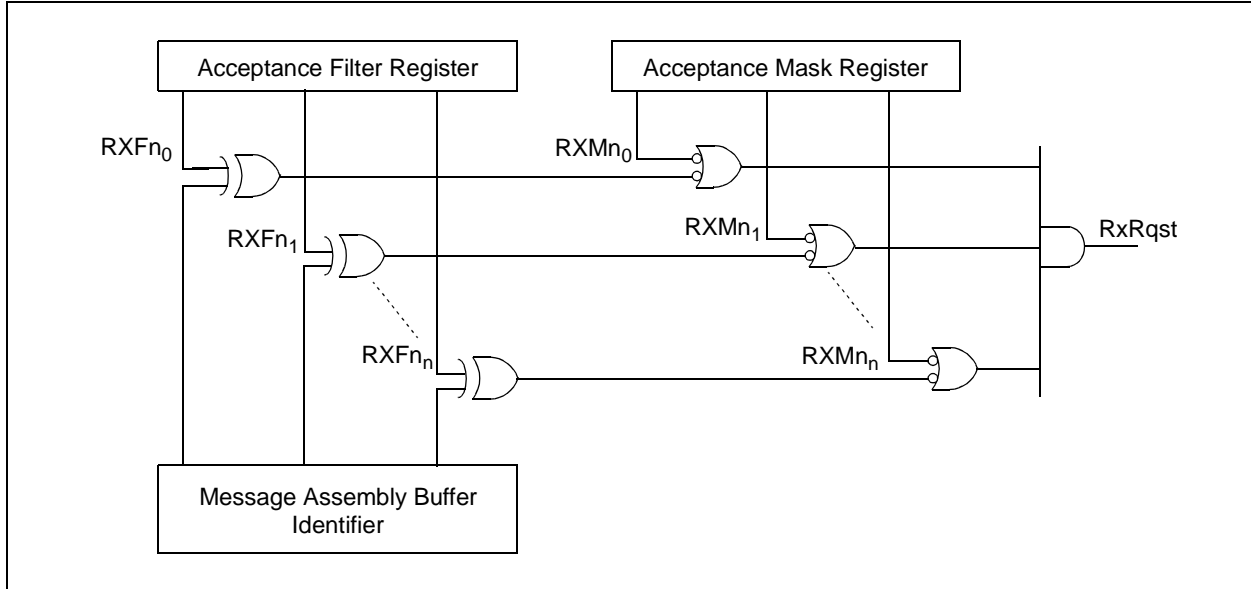 Acceptance Filter Register
Acceptance Mask Register
RXFn0
RXMn0
RXFn1
RXMn1
RxRqst
RXFnn
RXMnn
Message Assembly Buffer
Identifier